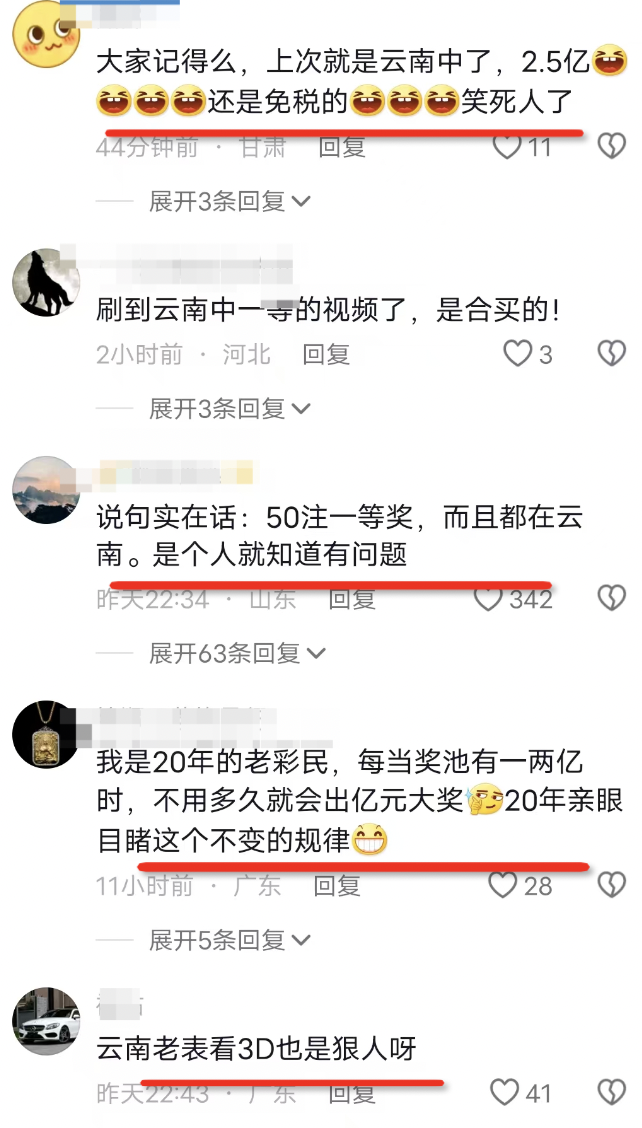 大家记得么，上次就是云南中了，2.5亿
还是免税的笑死人了
44分钟前 · 甘肃 回复 11
展开3条回复
刷到云南中一等的视频了，是合买的！
2小时前 · 河北 回复 3
展开3条回复
说句实在话：50注一等奖，而且都在云
南。是个人就知道有问题
昨天22:34 · 山东 回复 342
展开63条回复
我是20年的老彩民，每当奖池有一两亿
时，不用多久就会出亿元大奖20年亲眼
目睹这个不变的规律
11小时前 · 广东 回复 28
展开5条回复
云南老表看3D也是狠人呀
昨天22:43 · 广东 回复 41